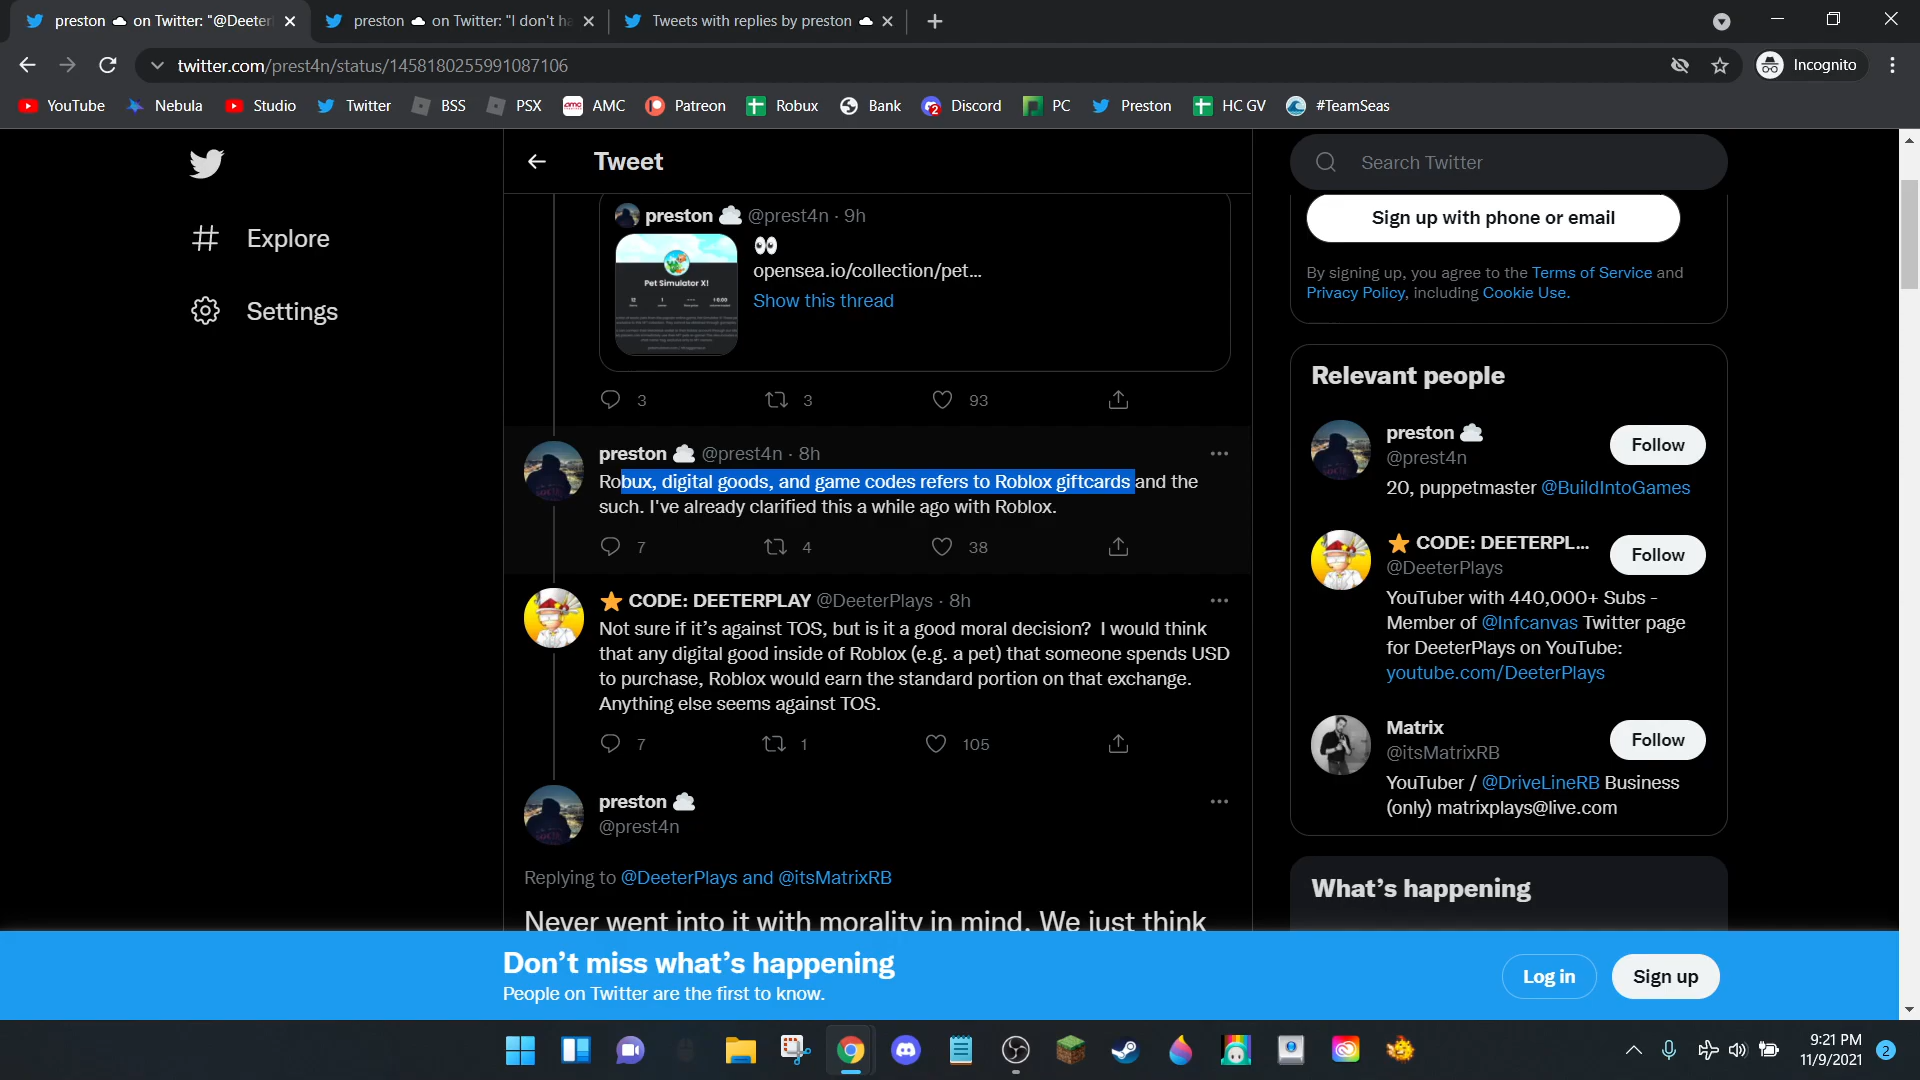 preston ☁ on Twitter: "@Deeter
preston ☁ on Twitter: "I don't ha
Tweets with replies by preston ☁
twitter.com/prest4n/status/1458180255991087106
Incognito
YouTube
Nebula
Studio
Twitter
BSS
PSX
AMC
Patreon
Robux
Bank
Discord
PC
Preston
HC GV
#TeamSeas
Explore
Settings
Tweet
preston ☁ @prest4n · 9h
Pet Simulator X!
👀
opensea.io/collection/pet...
Show this thread
3
3
93
preston ☁ @prest4n · 8h
Robux, digital goods, and game codes refers to Roblox giftcards and the
such. I've already clarified this a while ago with Roblox.
7
4
38
⭐ CODE: DEETERPLAY @DeeterPlays · 8h
Not sure if it's against TOS, but is it a good moral decision? I would think
that any digital good inside of Roblox (e.g. a pet) that someone spends USD
to purchase, Roblox would earn the standard portion on that exchange.
Anything else seems against TOS.
7
1
105
preston ☁
@prest4n
Replying to @DeeterPlays and @itsMatrixRB
Never went into it with morality in mind. We just think
Search Twitter
Sign up with phone or email
By signing up, you agree to the Terms of Service and
Privacy Policy, including Cookie Use.
Relevant people
preston ☁
@prest4n
Follow
20, puppetmaster @BuildIntoGames
⭐ CODE: DEETERPL...
@DeeterPlays
Follow
YouTuber with 440,000+ Subs -
Member of @Infcanvas Twitter page
for DeeterPlays on YouTube:
youtube.com/DeeterPlays
Matrix
@itsMatrixRB
Follow
YouTuber / @DriveLineRB Business
(only) matrixplays@live.com
What's happening
Don't miss what's happening
People on Twitter are the first to know.
Log in
Sign up
9:21 PM
11/9/2021
2